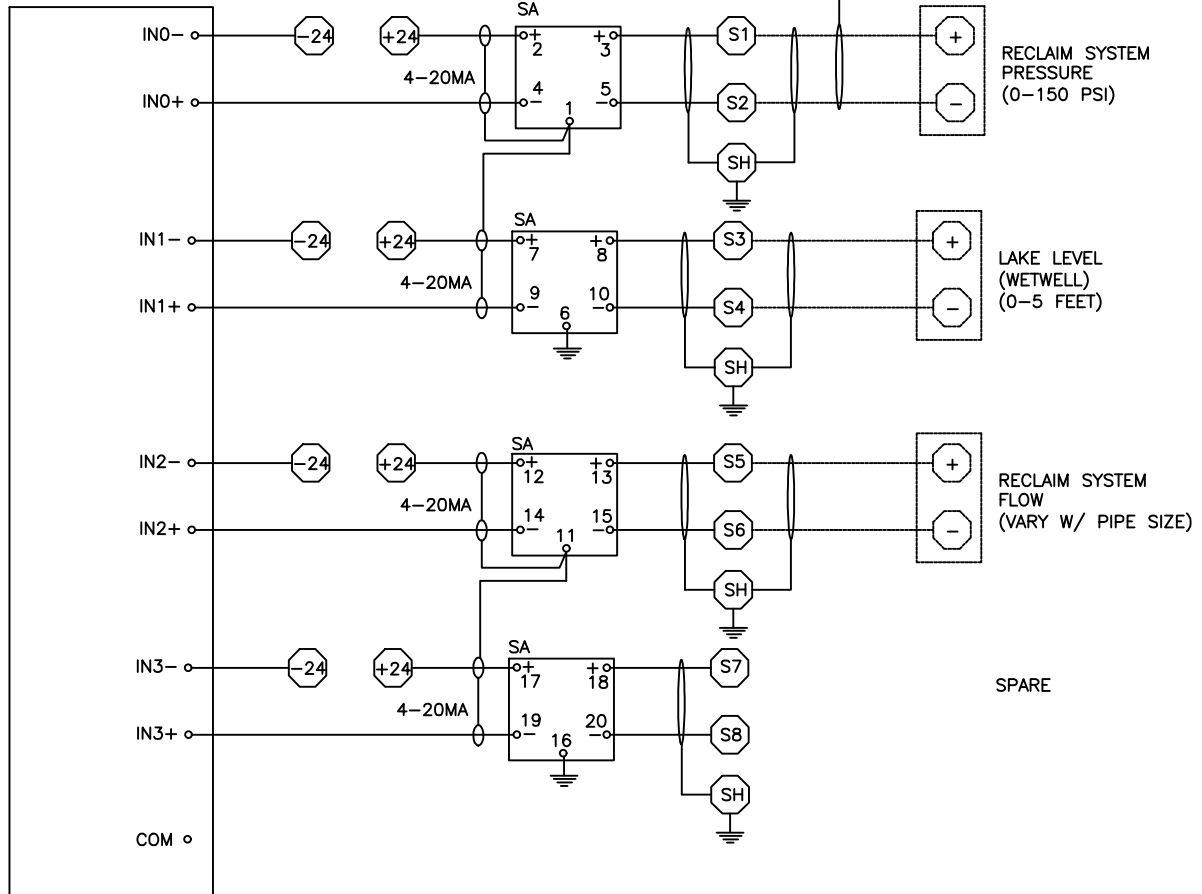 SA
IN0- -24 +24 + 2 + 3 S1 +
4-20MA
IN0+ 4 - 1 5 - S2 -
SH
RECLAIM SYSTEM
PRESSURE
(0-150 PSI)
SA
IN1- -24 +24 + 7 + 8 S3 +
4-20MA
IN1+ 9 - 6 10 - S4 -
SH
LAKE LEVEL
(WETWELL)
(0-5 FEET)
SA
IN2- -24 +24 + 12 + 13 S5 +
4-20MA
IN2+ 14 - 11 15 - S6 -
SH
RECLAIM SYSTEM
FLOW
(VARY W/ PIPE SIZE)
SA
IN3- -24 +24 + 17 + 18 S7
4-20MA
IN3+ 19 - 16 20 - S8
SH
SPARE
COM